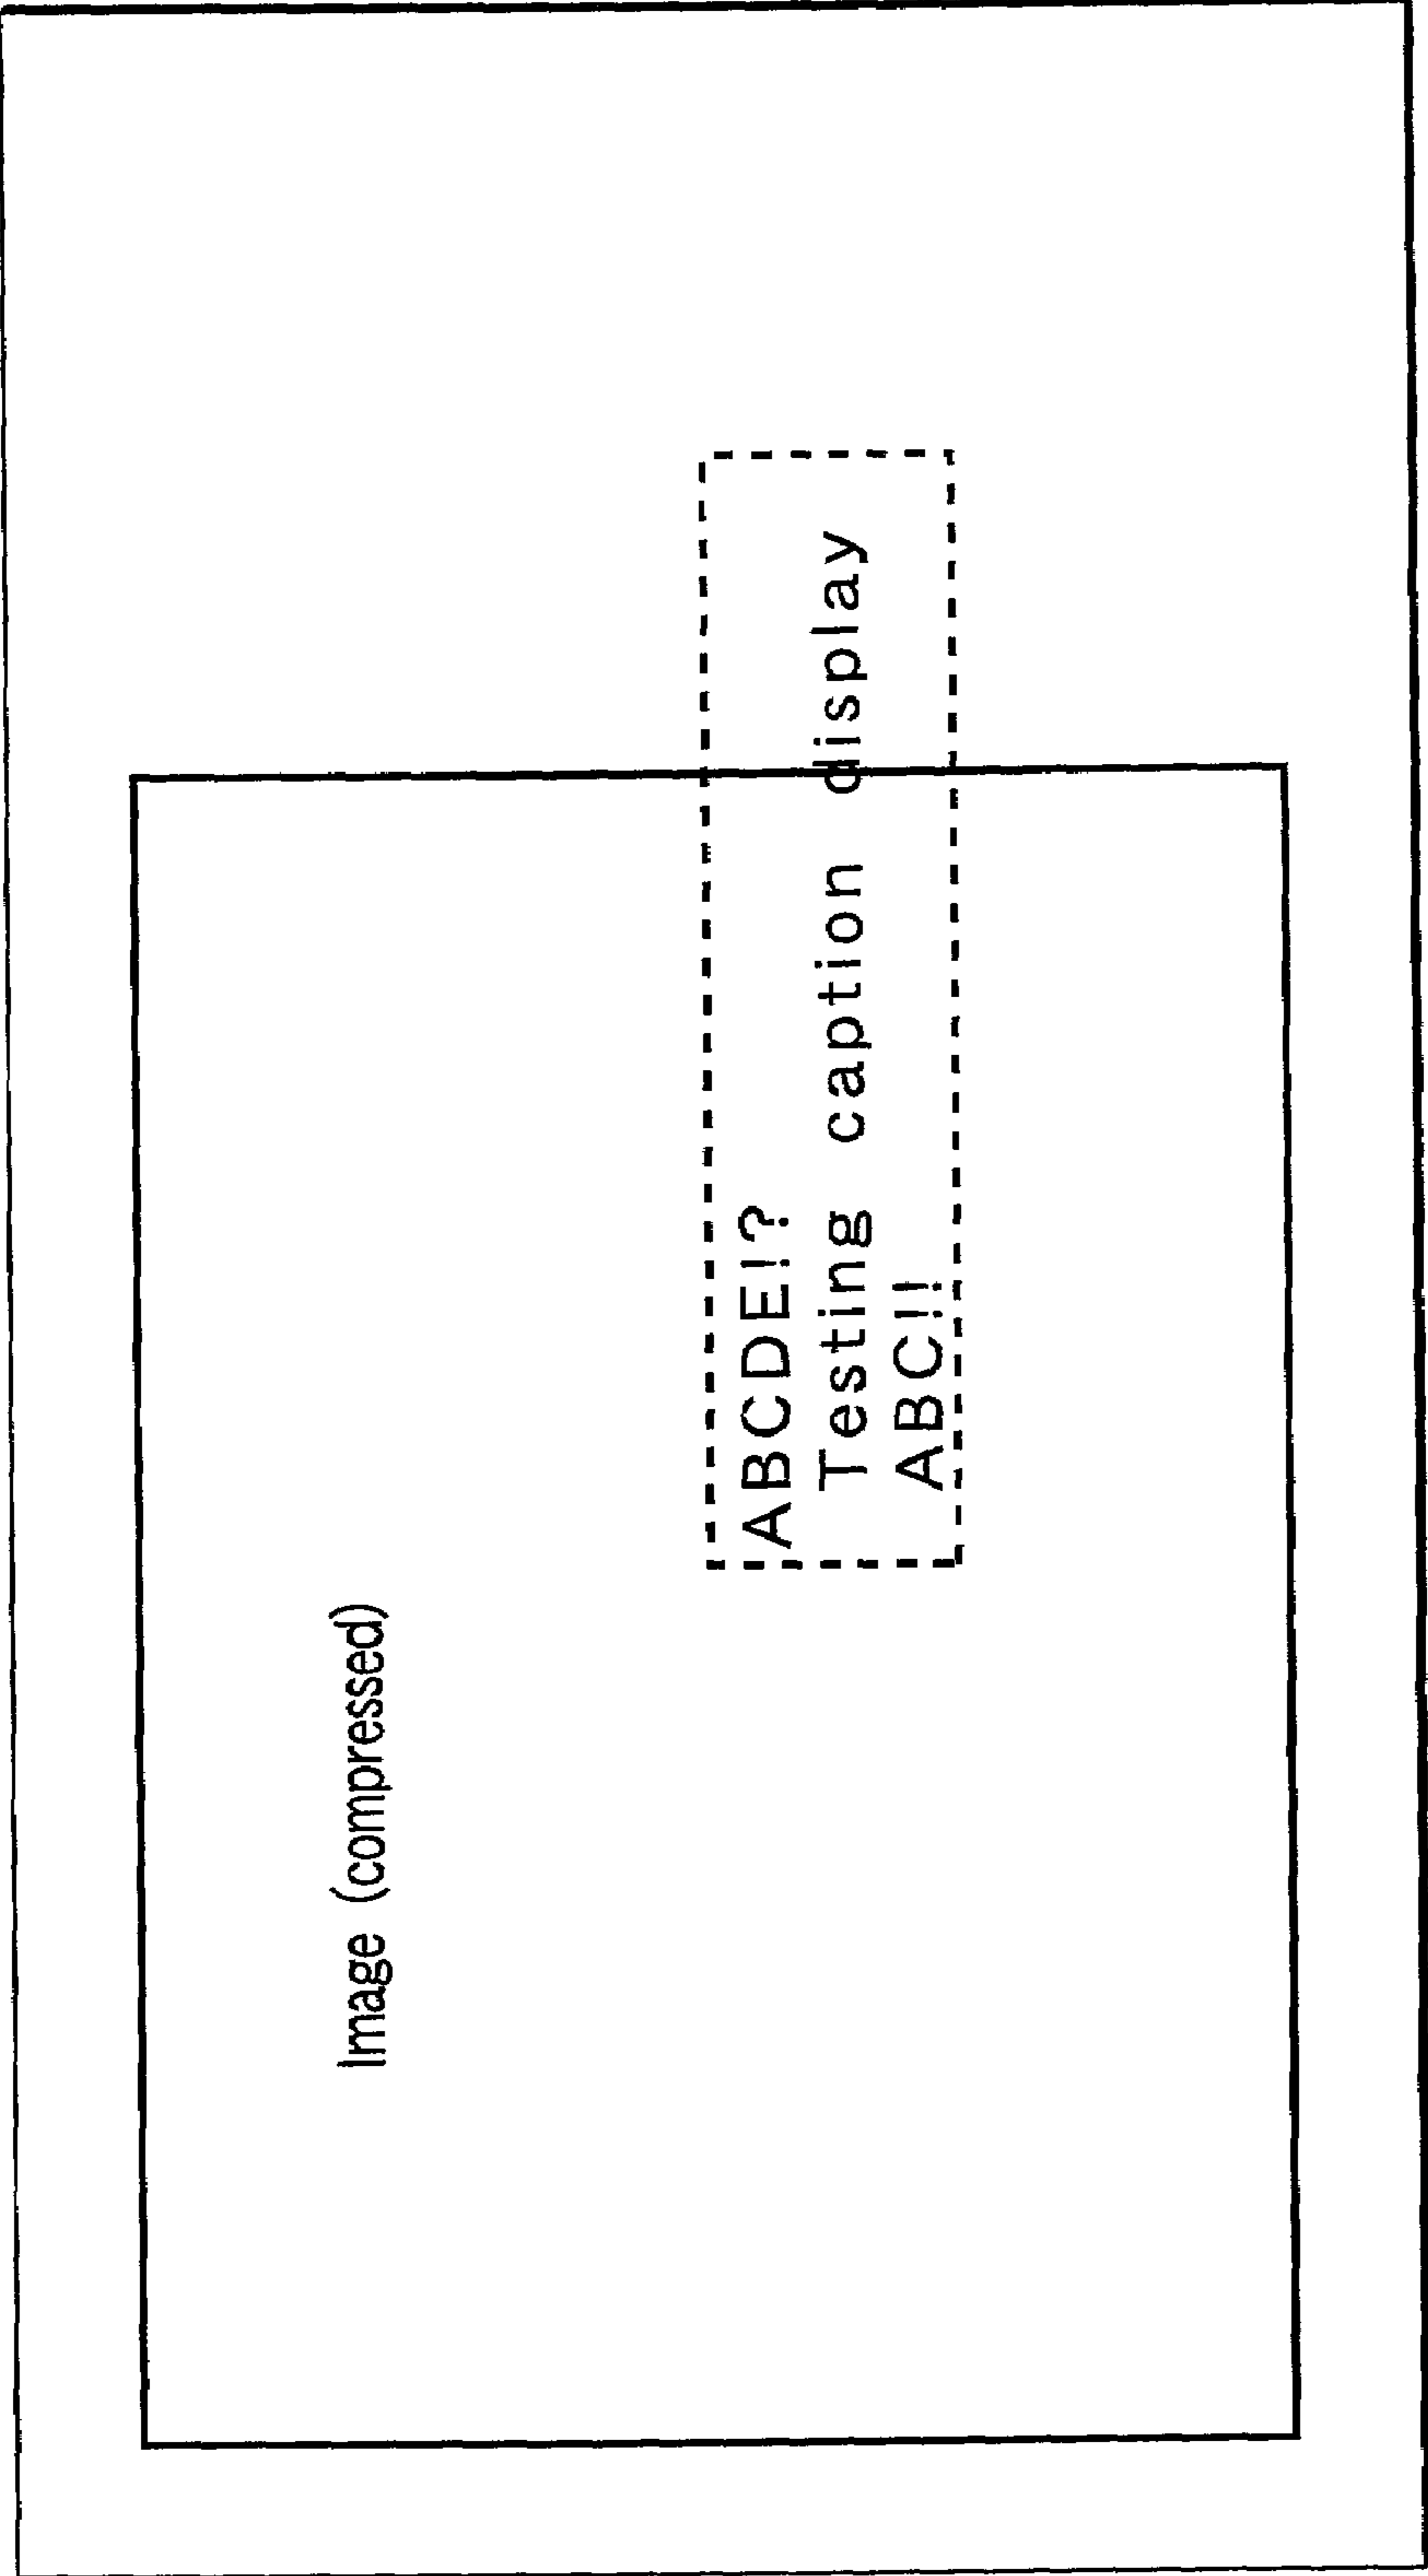 Image (compressed)
ABCDE!?
Testing caption display
ABC!!